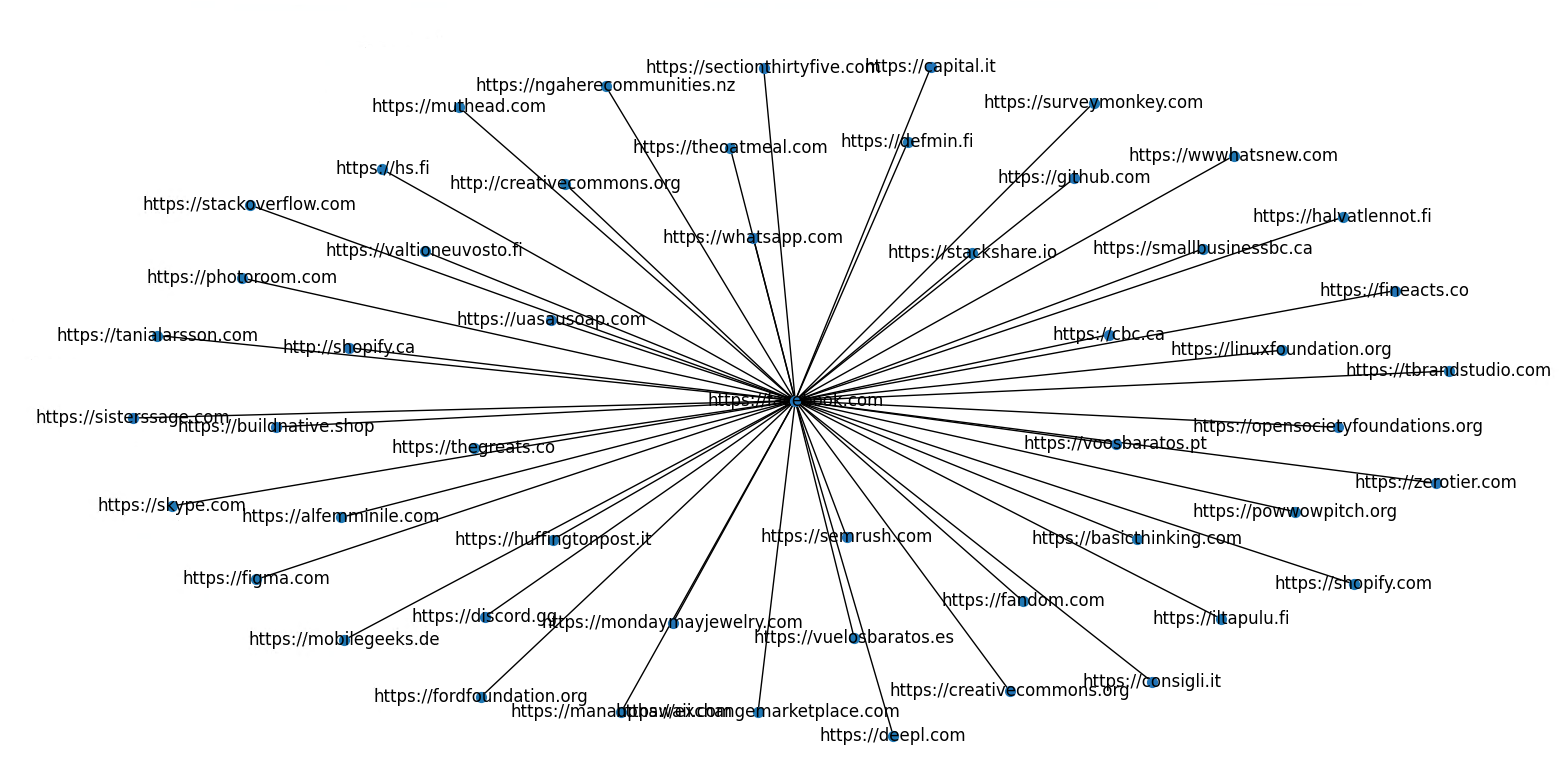 https://sectionthirtyfive.com
https://capital.it
https://ngaherecommunities.nz
https://muthead.com
https://surveymonkey.com
https://theoatmeal.com
https://defmin.fi
https://wwwhatsnew.com
https://hs.fi
http://creativecommons.org
https://github.com
https://stackoverflow.com
https://halvatlennot.fi
https://whatsapp.com
https://valtioneuvosto.fi
https://stackshare.io
https://smallbusinessbc.ca
https://photoroom.com
https://fineacts.co
https://uasausoap.com
https://tanialarsson.com
https://cbc.ca
http://shopify.ca
https://linuxfoundation.org
https://tbrandstudio.com
https://facebook.com
https://sisterssage.com
https://buildnative.shop
https://opensocietyfoundations.org
https://thegreats.co
https://voosbaratos.pt
https://zerotier.com
https://skype.com
https://alfemminile.com
https://powwowpitch.org
https://huffingtonpost.it
https://semrush.com
https://basicthinking.com
https://figma.com
https://shopify.com
https://fandom.com
https://discord.gg
https://mondaymayjewelry.com
https://iltapulu.fi
https://mobilegeeks.de
https://vuelosbaratos.es
https://consigli.it
https://creativecommons.org
https://fordfoundation.org
https://exchangemarketplace.com
https://deepl.com